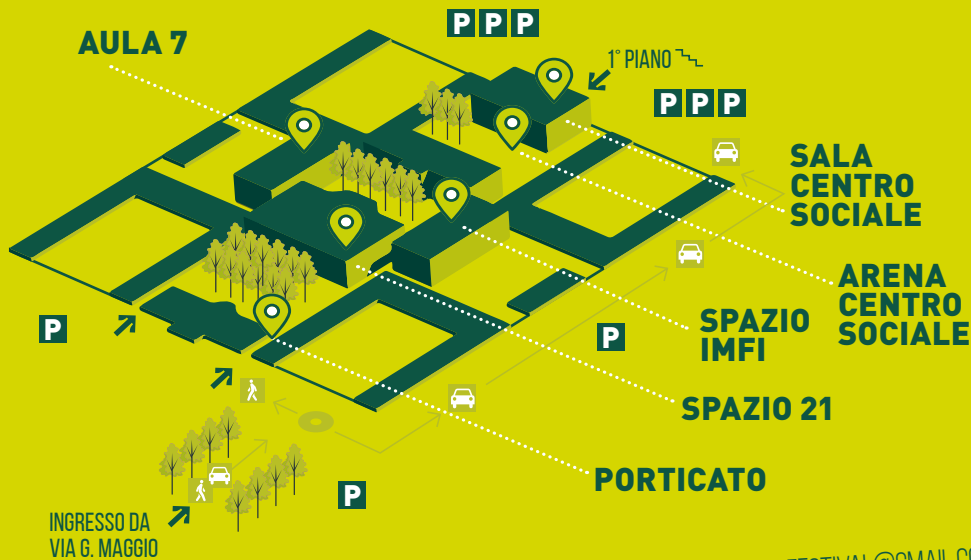 P P P
AULA 7
1° PIANO
P P P
SALA
CENTRO
SOCIALE
ARENA
CENTRO
SOCIALE
P
P
SPAZIO
IMFI
SPAZIO 21
PORTICATO
P
INGRESSO DA
VIA G. MAGGIO